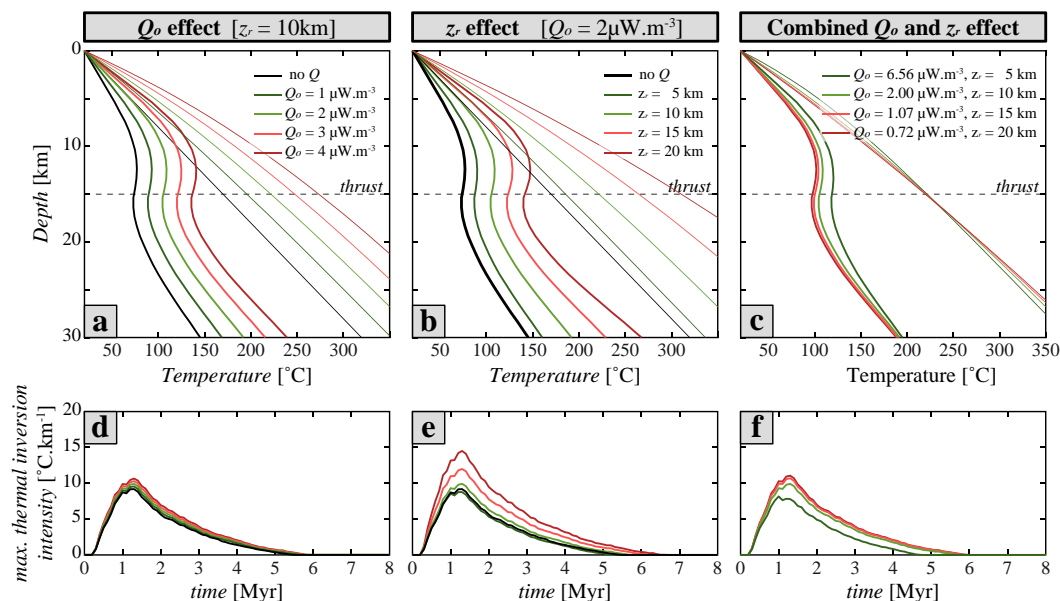 Qo effect [zr = 10km]
zr effect [Qo = 2μW.m-3]
Combined Qo and zr effect
0
10
20
30
Depth [km]
no Q
Qo = 1 μW.m-3
Qo = 2 μW.m-3
Qo = 3 μW.m-3
Qo = 4 μW.m-3
thrust
a
50 100 150 200 250 300
Temperature [˚C]
no Q
zr = 5 km
zr = 10 km
zr = 15 km
zr = 20 km
thrust
b
50 100 150 200 250 300
Temperature [˚C]
Qo = 6.56 μW.m-3, zr = 5 km
Qo = 2.00 μW.m-3, zr = 10 km
Qo = 1.07 μW.m-3, zr = 15 km
Qo = 0.72 μW.m-3, zr = 20 km
thrust
c
50 100 150 200 250 300 350
Temperature [˚C]
max. thermal inversion
intensity [˚C.km-1]
20
15
10
5
0
d
0 1 2 3 4 5 6 7 8
time [Myr]
e
0 1 2 3 4 5 6 7 8
time [Myr]
f
0 1 2 3 4 5 6 7 8
time [Myr]